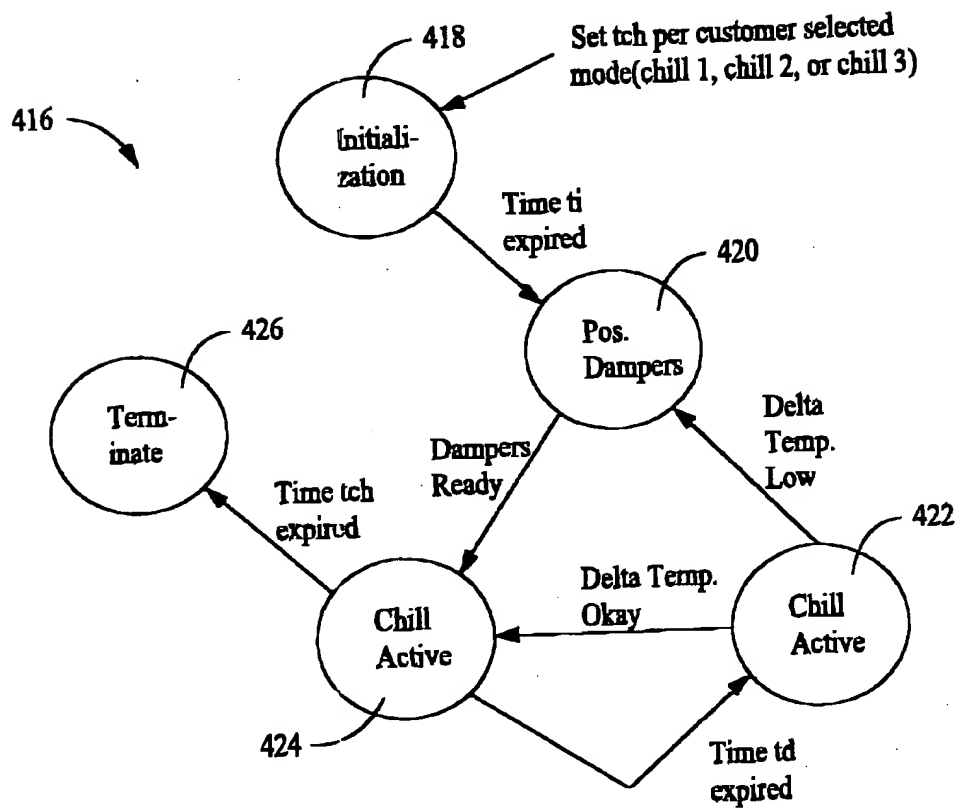 418
Set tch per customer selected
mode(chill 1, chill 2, or chill 3)
416
Initiali-
zation
Time ti
expired
420
Pos.
Dampers
426
Term-
inate
Delta
Temp.
Low
Dampers
Ready
Time tch
expired
422
Delta Temp.
Okay
Chill
Active
Chill
Active
424
Time td
expired